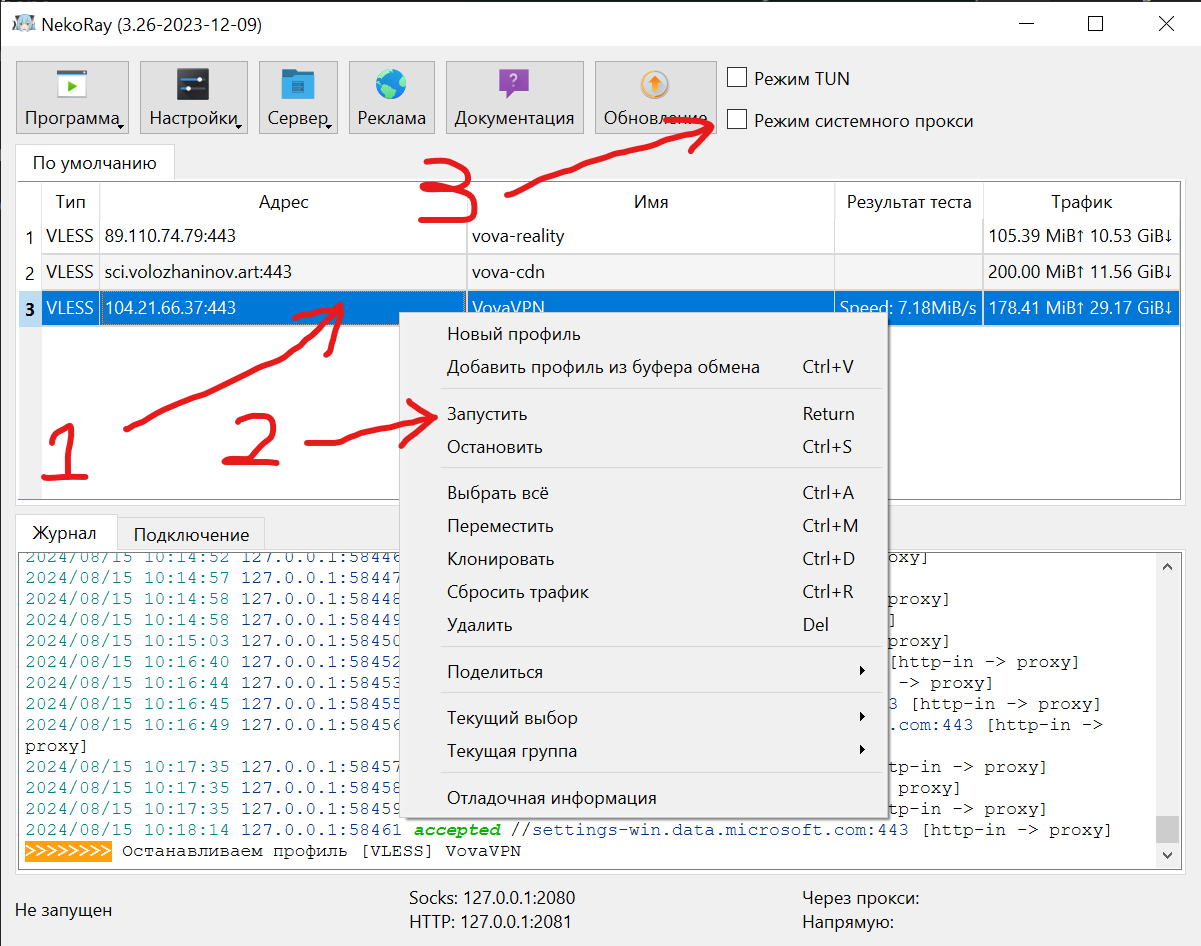 NekoRay (3.26-2023-12-09)
Программа Настройки Сервер Реклама Документация Обновление
Режим TUN
Режим системного прокси
По умолчанию
3
Тип Адрес Имя Результат теста Трафик
1 VLESS 89.110.74.79:443 vova-reality 105.39 MiB↑ 10.53 GiB↓
2 VLESS sci.volozhaninov.art:443 vova-cdn 200.00 MiB↑ 11.56 GiB↓
3 VLESS 104.21.66.37:443 VovaVPN Speed: 7.18MiB/s 178.41 MiB↑ 29.17 GiB↓
1
2
Новый профиль
Добавить профиль из буфера обмена Ctrl+V
Запустить Return
Остановить Ctrl+S
Выбрать всё Ctrl+A
Переместить Ctrl+M
Клонировать Ctrl+D
Сбросить трафик Ctrl+R
Удалить Del
Поделиться
Текущий выбор
Текущая группа
Отладочная информация
Журнал Подключение
2024/08/15 10:14:52 127.0.0.1:58446 oxy]
2024/08/15 10:14:57 127.0.0.1:58447
2024/08/15 10:14:58 127.0.0.1:58448 proxy]
2024/08/15 10:14:58 127.0.0.1:58449 ]
2024/08/15 10:15:03 127.0.0.1:58450 proxy]
2024/08/15 10:16:40 127.0.0.1:58452 [http-in -> proxy]
2024/08/15 10:16:44 127.0.0.1:58453 -> proxy]
2024/08/15 10:16:45 127.0.0.1:58455 3 [http-in -> proxy]
2024/08/15 10:16:49 127.0.0.1:58456 .com:443 [http-in ->
proxy]
2024/08/15 10:17:35 127.0.0.1:58457 tp-in -> proxy]
2024/08/15 10:17:35 127.0.0.1:58458 proxy]
2024/08/15 10:17:35 127.0.0.1:58459 tp-in -> proxy]
2024/08/15 10:18:14 127.0.0.1:58461 accepted //settings-win.data.microsoft.com:443 [http-in -> proxy]
>>>>>>>> Останавливаем профиль [VLESS] VovaVPN
Не запущен
Socks: 127.0.0.1:2080
HTTP: 127.0.0.1:2081
Через прокси:
Напрямую: